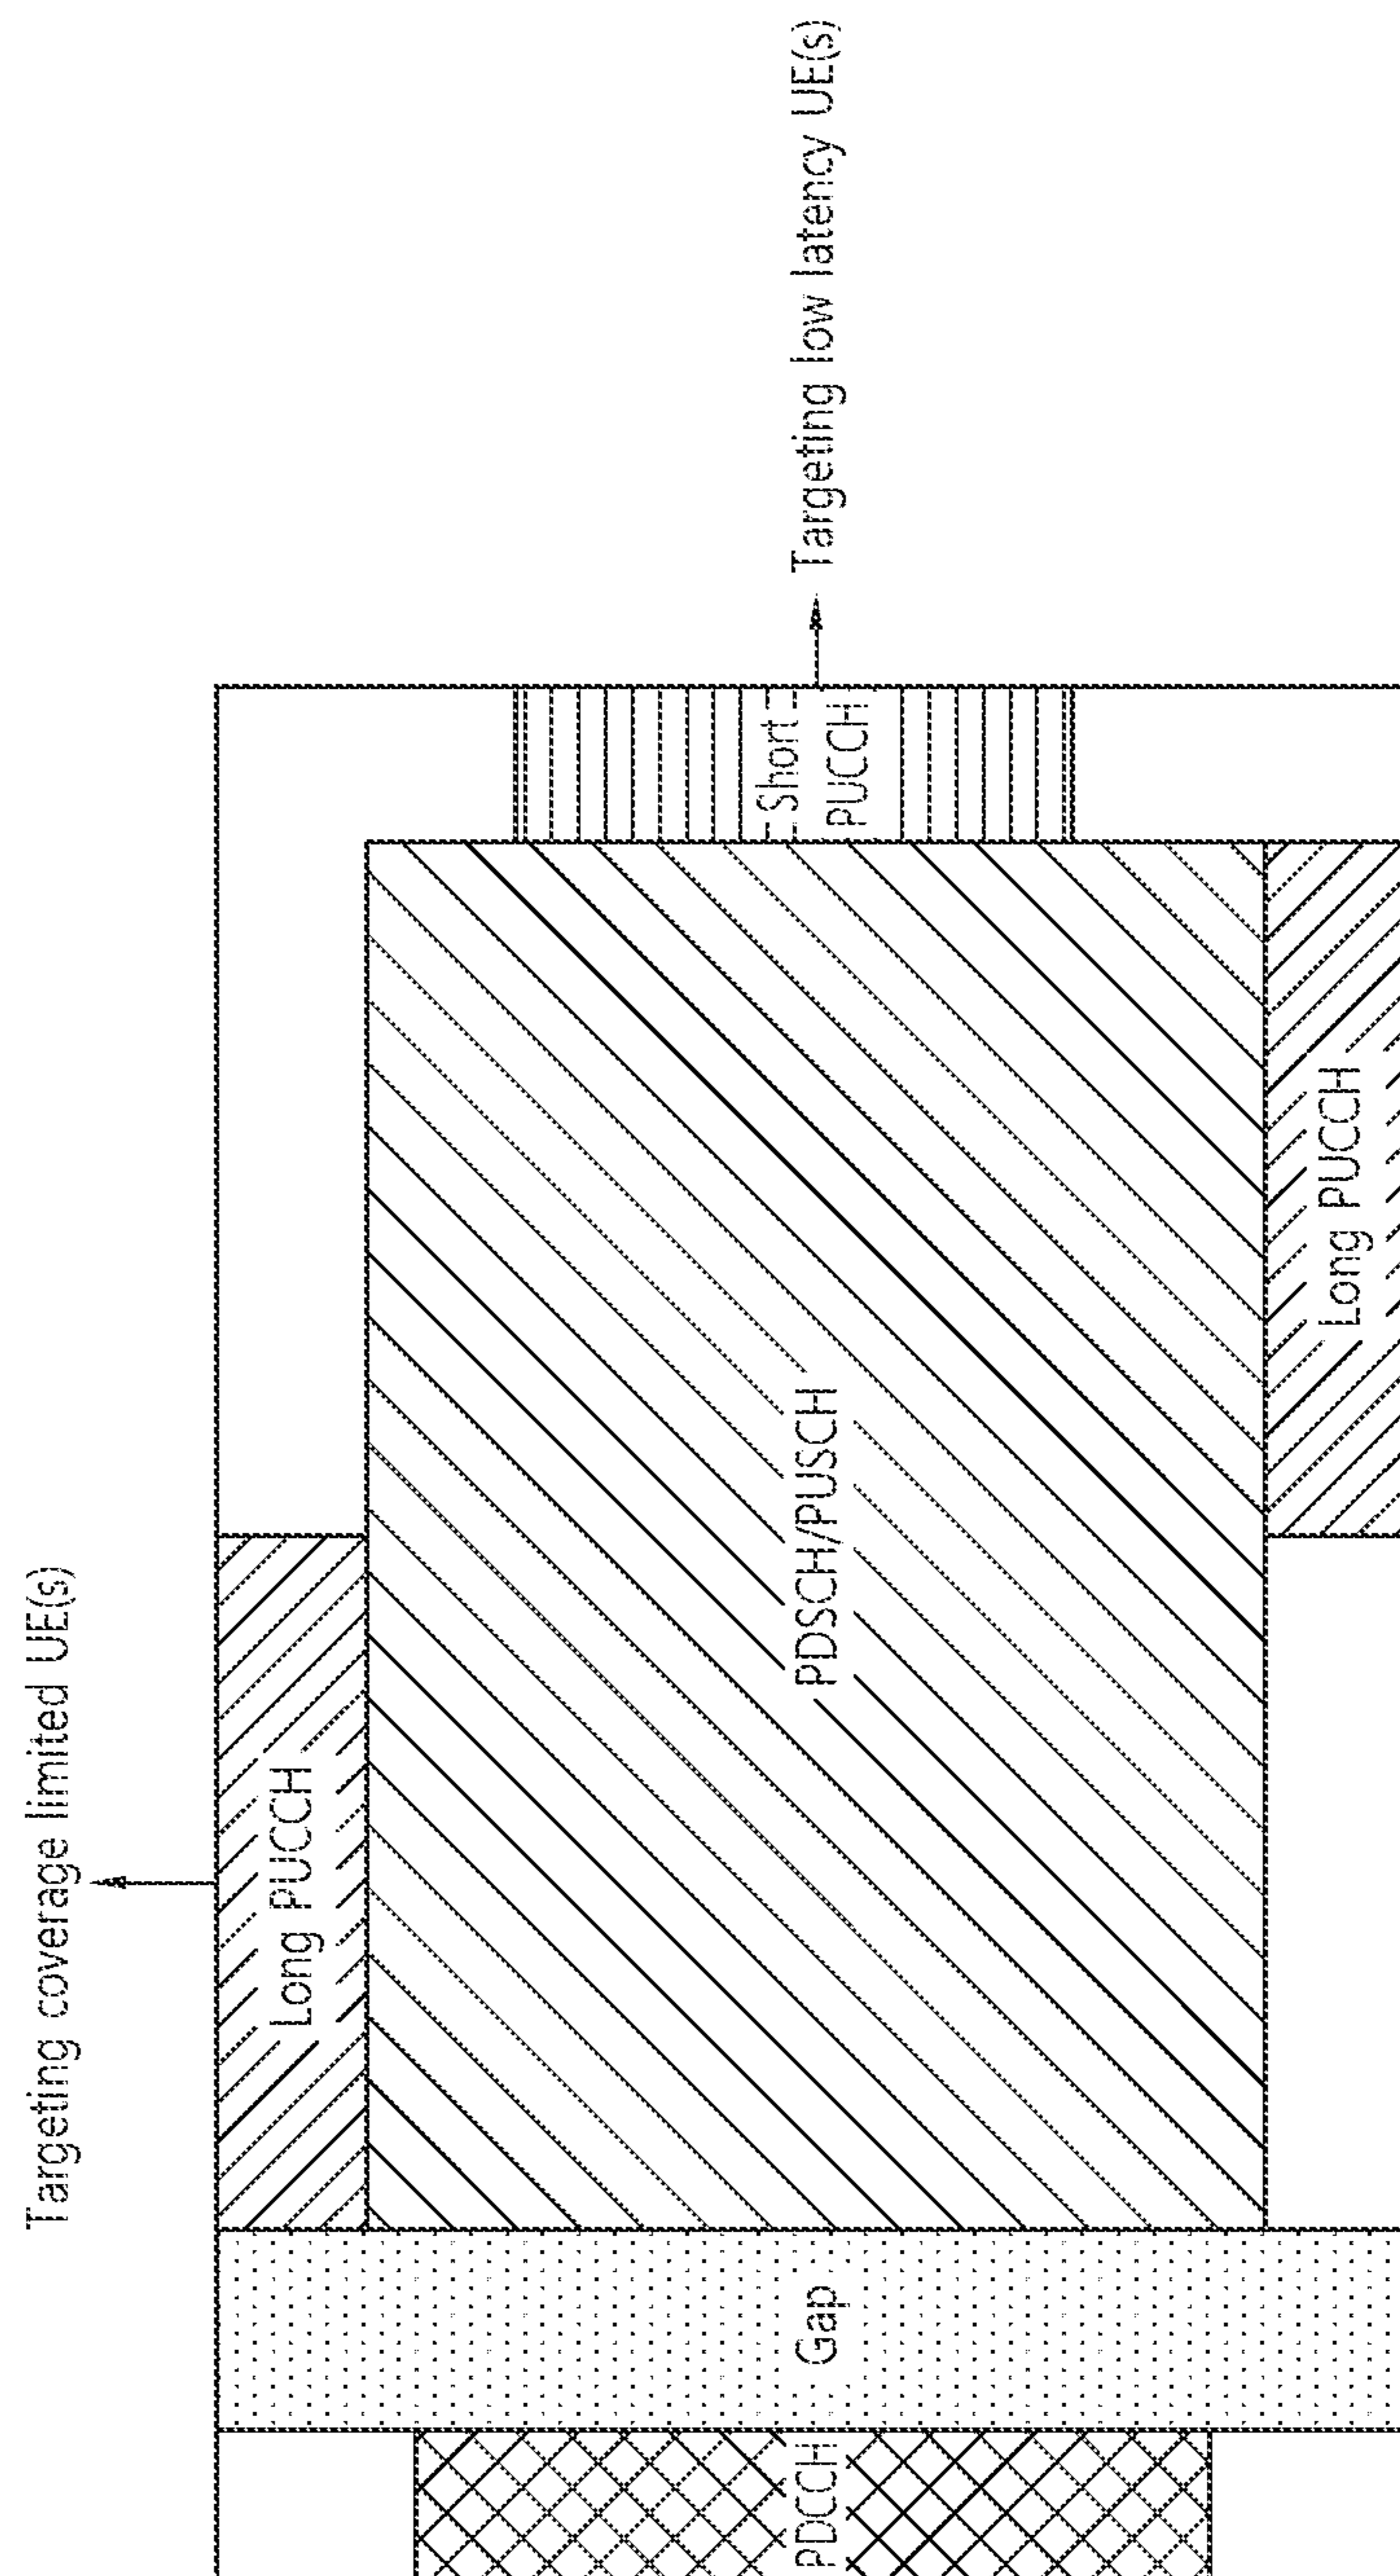 Targeting coverage limited UE(s)
PDCCH
Gap
Long PUCCH
PDSCH/PUSCH
Long PUCCH
Short
PUCCH
Targeting low latency UE(s)